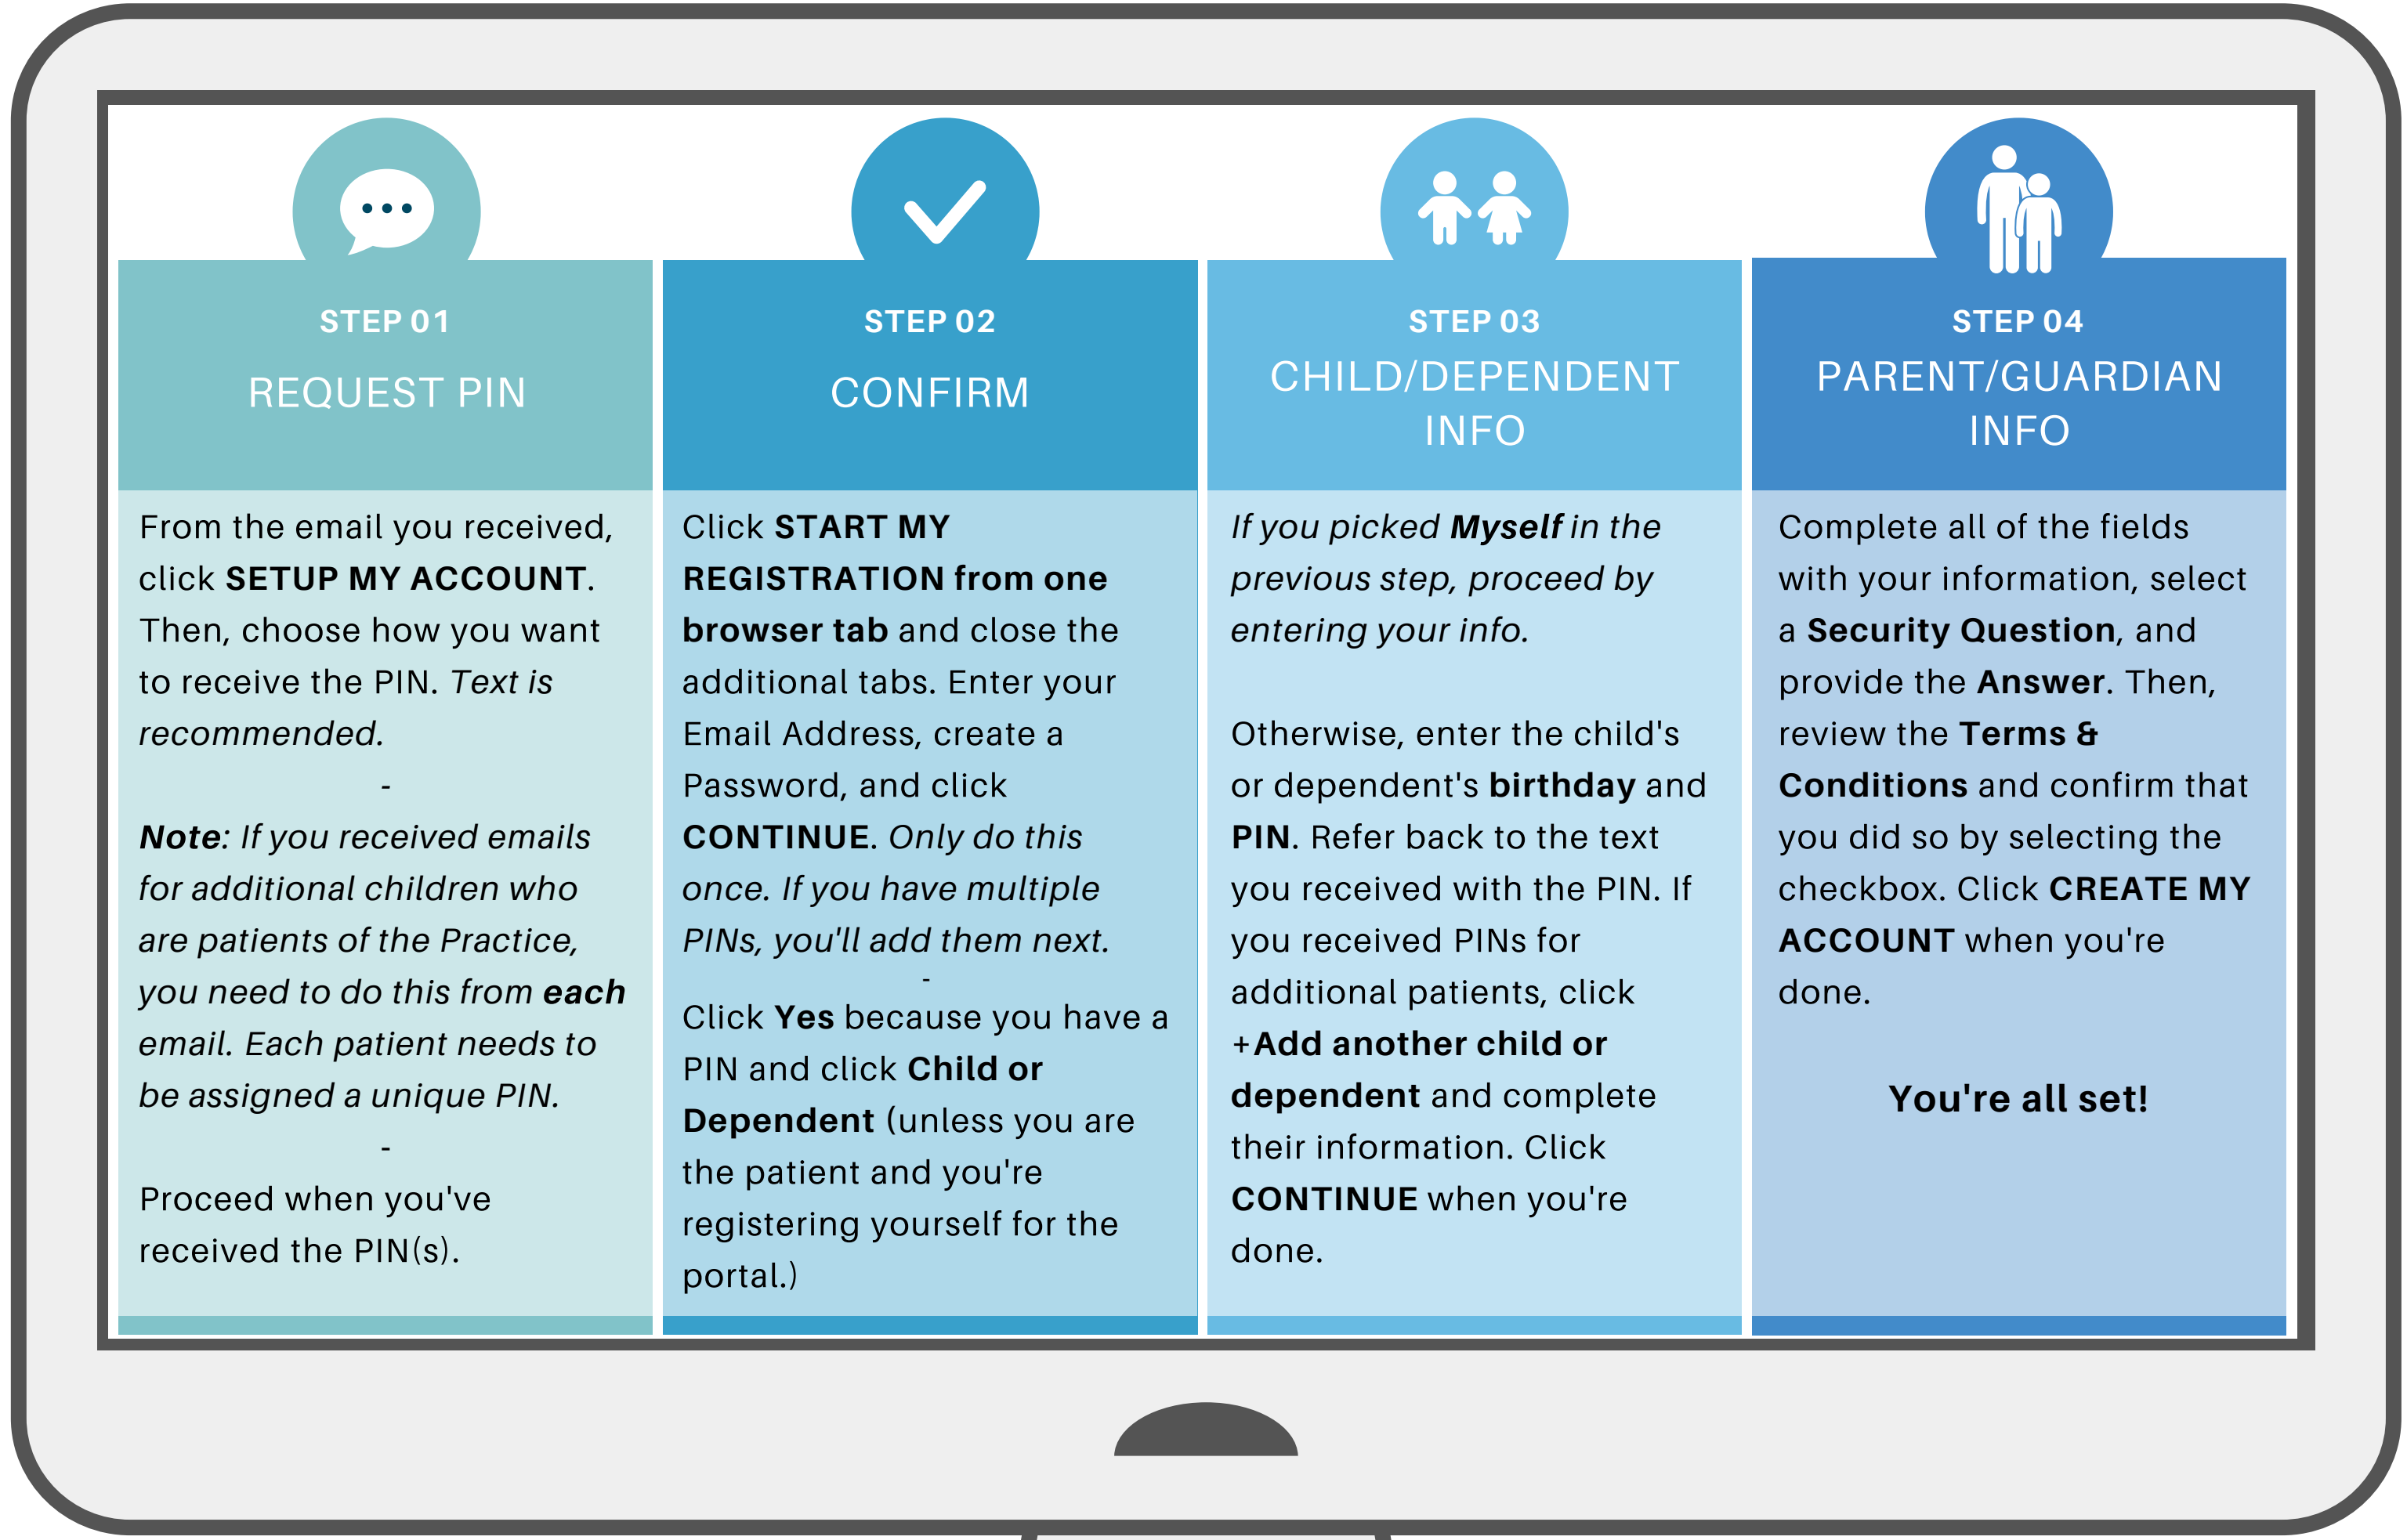 STEP 01
REQUEST PIN
From the email you received,
click SETUP MY ACCOUNT.
Then, choose how you want
to receive the PIN. Text is
recommended.
-
Note: If you received emails
for additional children who
are patients of the Practice,
you need to do this from each
email. Each patient needs to
be assigned a unique PIN.
-
Proceed when you've
received the PIN(s).
STEP 02
CONFIRM
Click START MY
REGISTRATION from one
browser tab and close the
additional tabs. Enter your
Email Address, create a
Password, and click
CONTINUE. Only do this
once. If you have multiple
PINs, you'll add them next.
-
Click Yes because you have a
PIN and click Child or
Dependent (unless you are
the patient and you're
registering yourself for the
portal.)
STEP 03
CHILD/DEPENDENT
INFO
If you picked Myself in the
previous step, proceed by
entering your info.
Otherwise, enter the child's
or dependent's birthday and
PIN. Refer back to the text
you received with the PIN. If
you received PINs for
additional patients, click
+Add another child or
dependent and complete
their information. Click
CONTINUE when you're
done.
STEP 04
PARENT/GUARDIAN
INFO
Complete all of the fields
with your information, select
a Security Question, and
provide the Answer. Then,
review the Terms &
Conditions and confirm that
you did so by selecting the
checkbox. Click CREATE MY
ACCOUNT when you're
done.
You're all set!